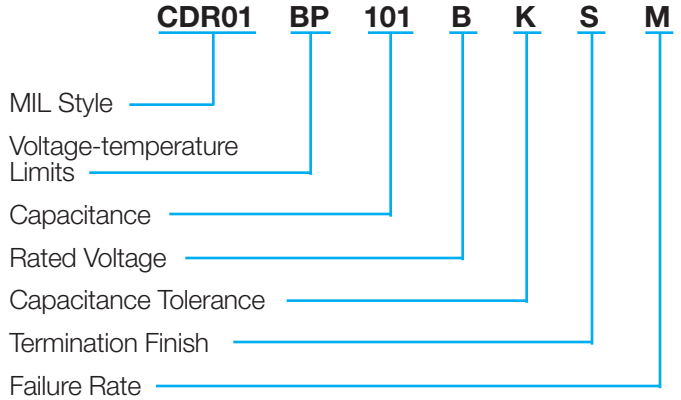 CDR01 BP 101 B K S M
MIL Style
Voltage-temperature
Limits
Capacitance
Rated Voltage
Capacitance Tolerance
Termination Finish
Failure Rate